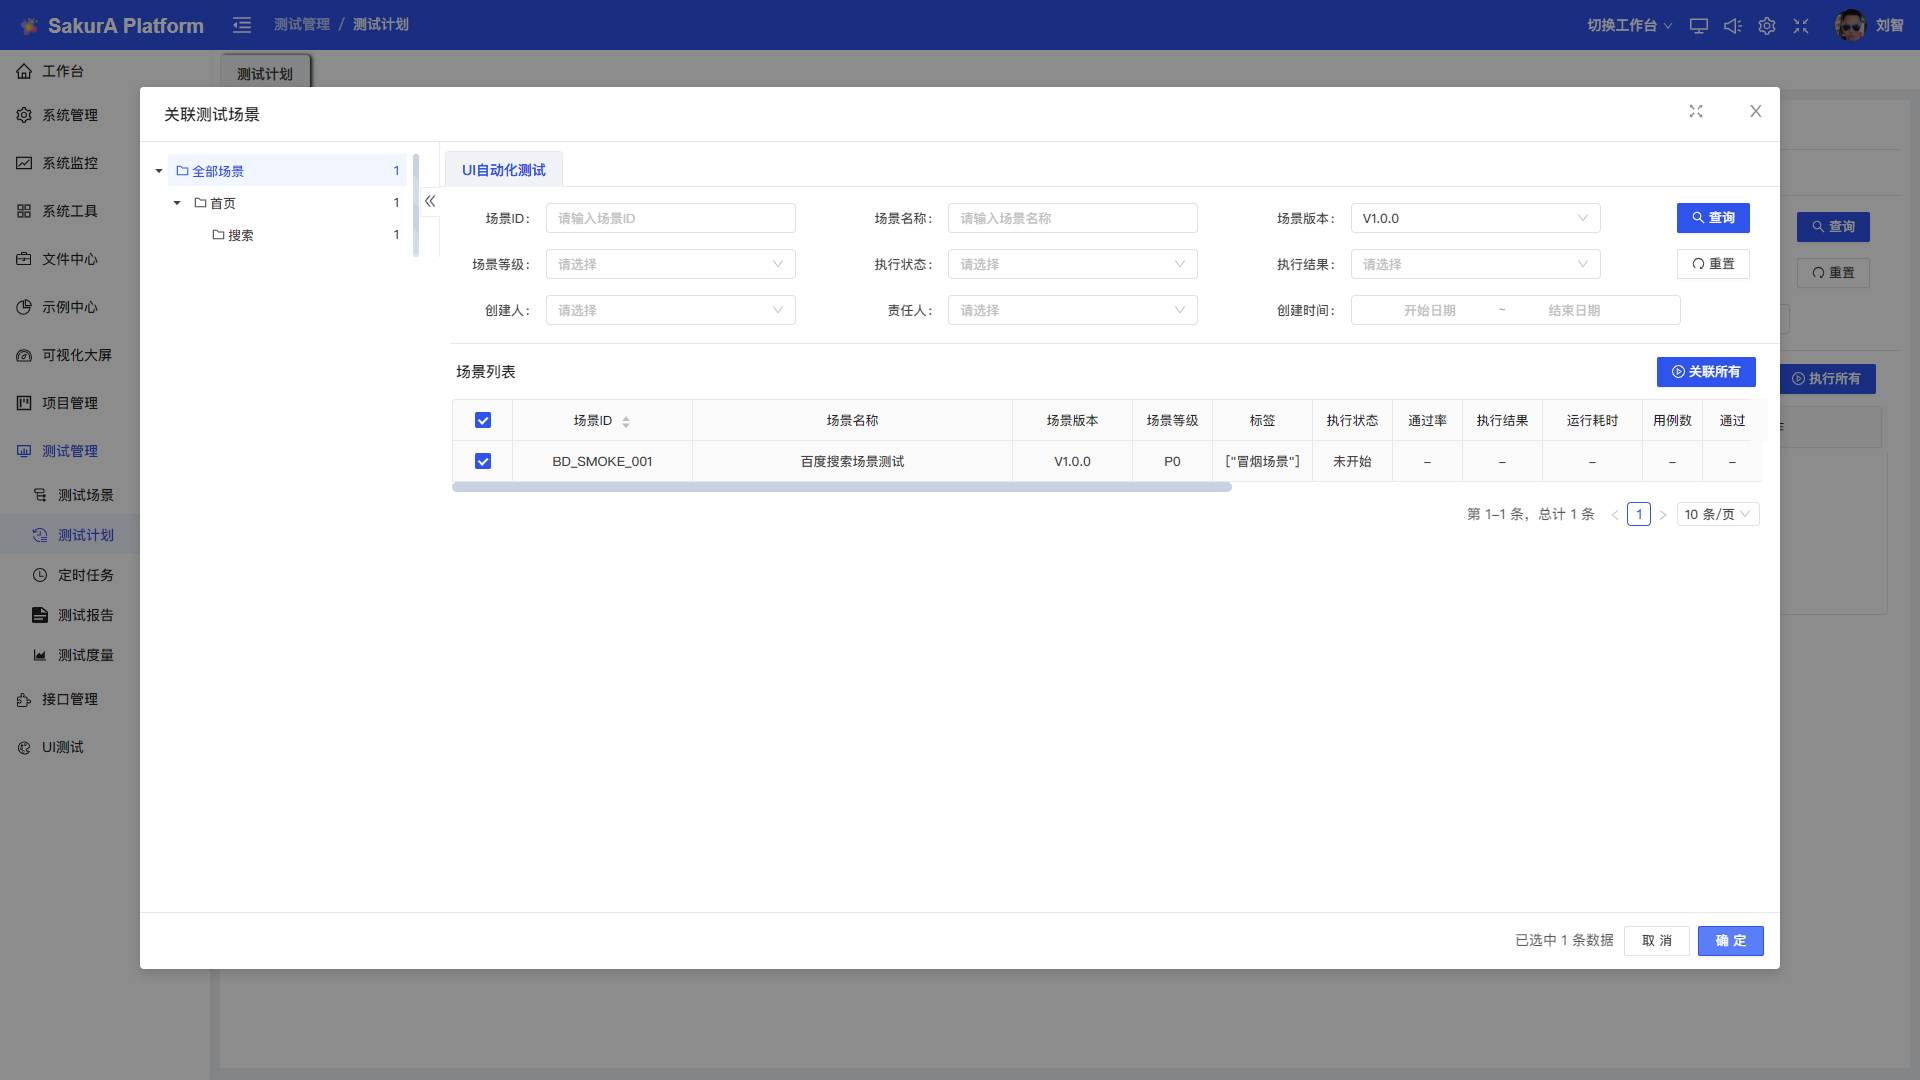 SakurA Platform
测试管理 / 测试计划
切换工作台
刘智
工作台
系统管理
系统监控
系统工具
文件中心
示例中心
可视化大屏
项目管理
测试管理
测试场景
测试计划
定时任务
测试报告
测试度量
接口管理
UI测试
测试计划
查询
重置
执行所有
关联测试场景
X
全部场景 1
首页 1
搜索 1
UI自动化测试
场景ID： 请输入场景ID 场景名称： 请输入场景名称 场景版本： V1.0.0 查询
场景等级： 请选择 执行状态： 请选择 执行结果： 请选择 重置
创建人： 请选择 责任人： 请选择 创建时间： 开始日期 ~ 结束日期
场景列表 关联所有
场景ID 场景名称 场景版本 场景等级 标签 执行状态 通过率 执行结果 运行耗时 用例数 通过
BD_SMOKE_001 百度搜索场景测试 V1.0.0 P0 ["冒烟场景"] 未开始 – – – – –
第 1–1 条，总计 1 条 1 10 条/页
已选中 1 条数据 取 消 确 定